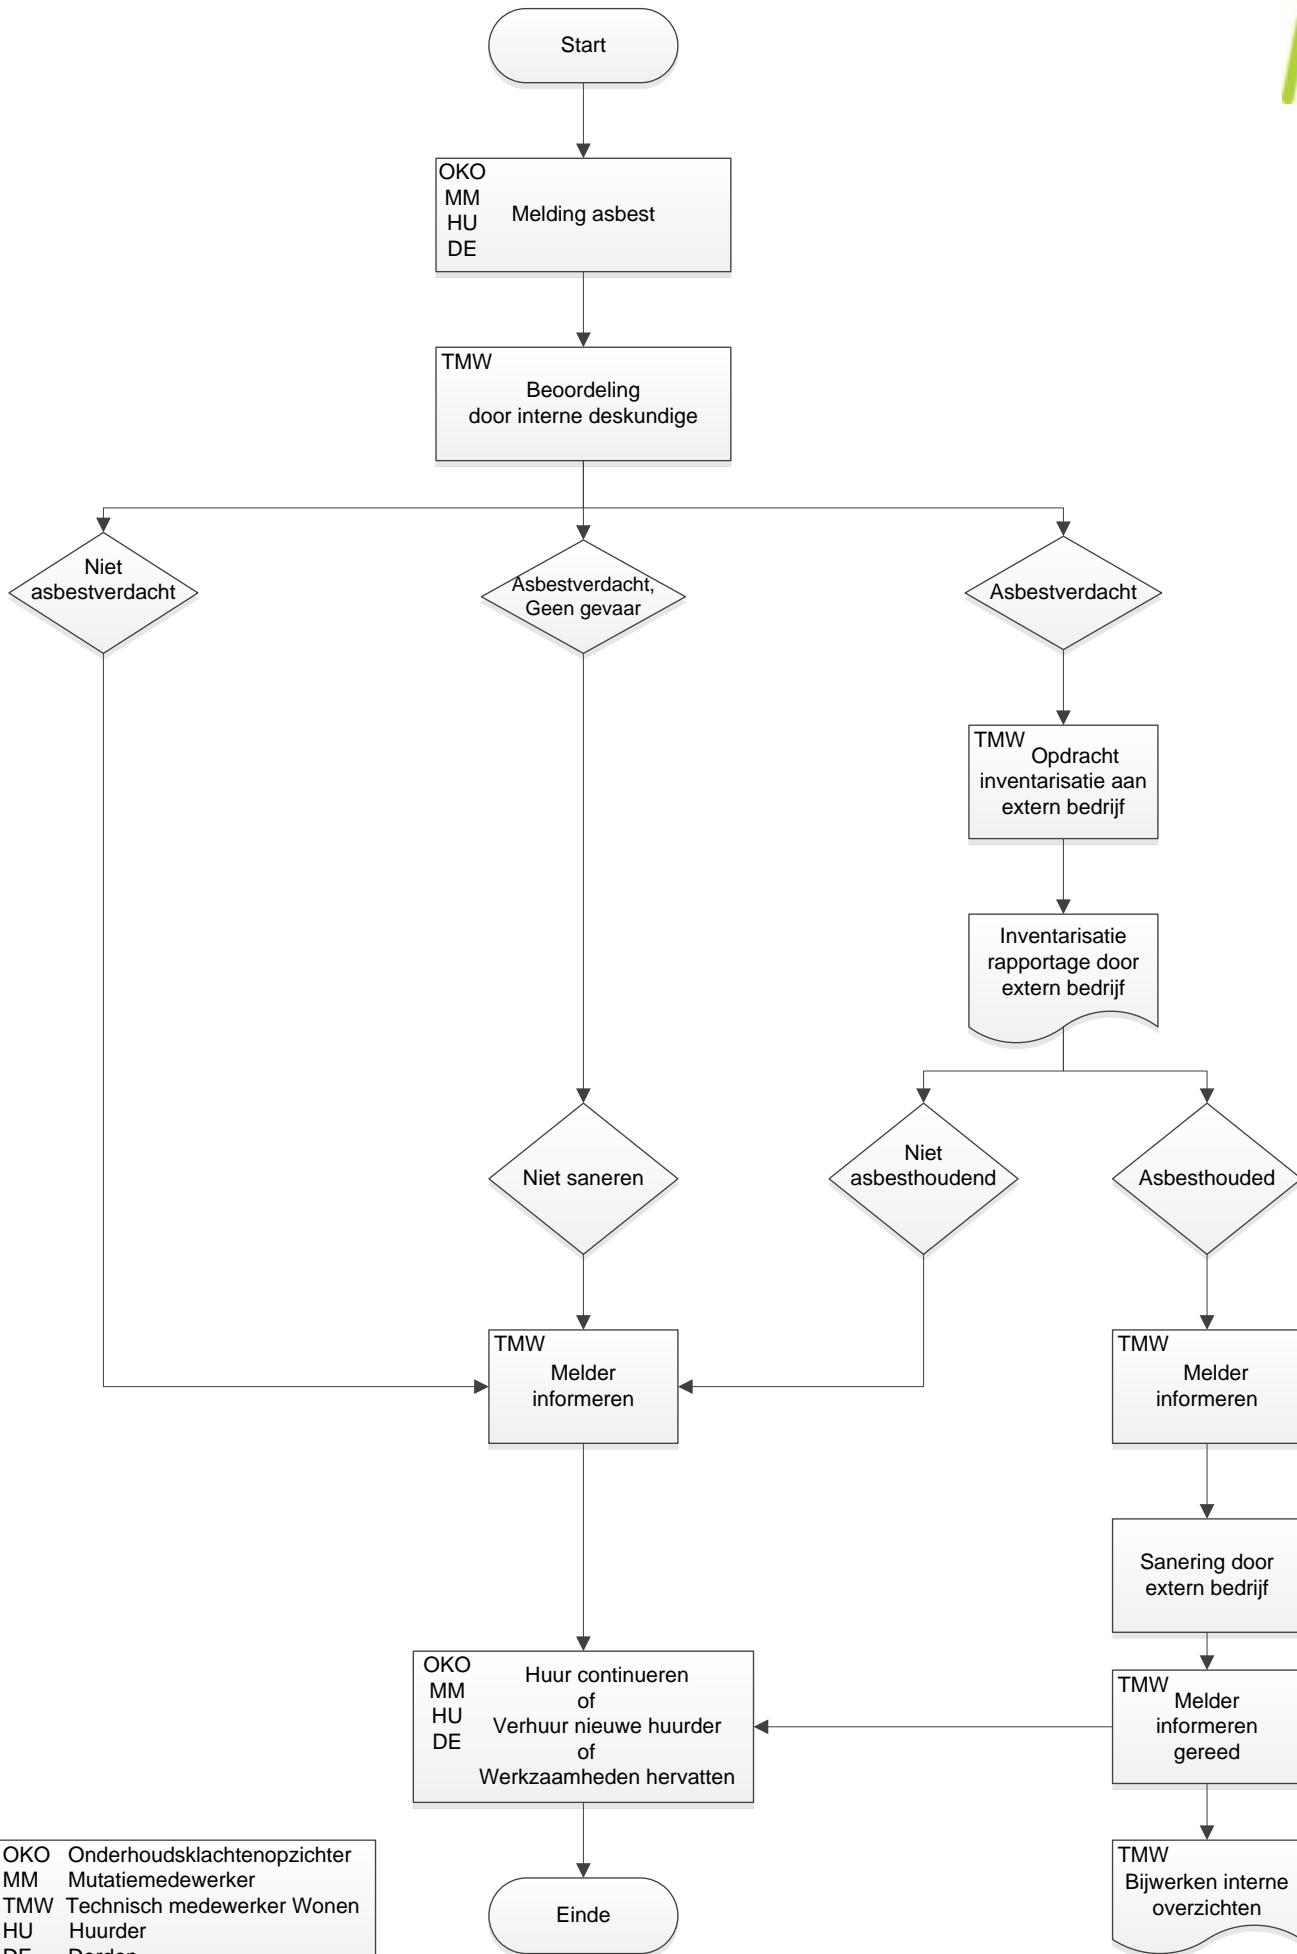 Start
OKO
MM
HU
DE
Melding asbest
TMW
Beoordeling
door interne deskundige
Niet
asbestverdacht
Asbestverdacht,
Geen gevaar
Asbestverdacht
TMW
Opdracht
inventarisatie aan
extern bedrijf
Inventarisatie
rapportage door
extern bedrijf
Niet saneren
Niet
asbesthoudend
Asbesthouded
TMW
Melder
informeren
TMW
Melder
informeren
Sanering door
extern bedrijf
OKO
MM
HU
DE
Huur continueren
of
Verhuur nieuwe huurder
of
Werkzaamheden hervatten
TMW
Melder
informeren
gereed
TMW
Bijwerken interne
overzichten
Einde
OKO Onderhoudsklachtenopzichter
MM Mutatiemedewerker
TMW Technisch medewerker Wonen
HU Huurder
DE Derden